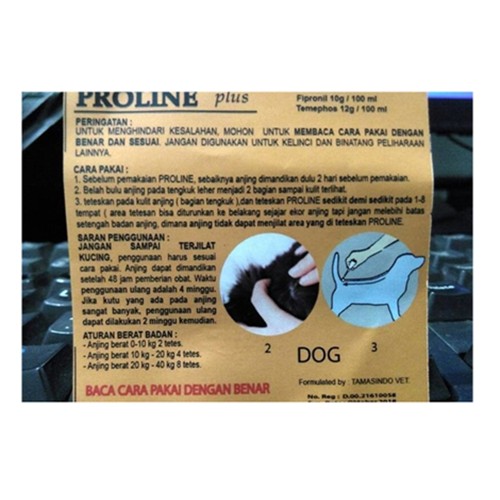 PROLINE plus
Fipronil 10g / 100 ml
Temephos 12g / 100 ml
PERINGATAN :
UNTUK MENGHINDARI KESALAHAN, MOHON UNTUK MEMBACA CARA PAKAI DENGAN
BENAR DAN SESUAI. JANGAN DIGUNAKAN UNTUK KELINCI DAN BINATANG PELIHARAAN
LAINNYA.
CARA PAKAI :
1. Sebelum pemakaian PROLINE, sebaiknya anjing dimandikan dulu 2 hari sebelum pemakaian.
2. Belah bulu anjing pada tengkuk leher menjadi 2 bagian sampai kulit terlihat.
3. teteskan pada kulit anjing ( bagian tengkuk ),dan teteskan PROLINE sedikit demi sedikit pada 1-8
tempat ( area tetesan bisa diturunkan ke belakang sejajar ekor anjing tapi jangan melebihi batas
setengah badan anjing, dimana anjing tidak dapat menjilat area yang di teteskan PROLINE.
SARAN PENGGUNAAN :
JANGAN SAMPAI TERJILAT
KUCING, penggunaan harus sesuai
cara pakai. Anjing dapat dimandikan
setelah 48 jam pemberian obat. Waktu
penggunaan ulang adalah 4 minggu.
Jika kutu yang ada pada anjing
sangat banyak, penggunaan ulang
dapat dilakukan 2 minggu kemudian.
ATURAN BERAT BADAN :
- Anjing berat 0-10 kg 2 tetes.
- Anjing berat 10 kg - 20 kg 4 tetes.
- Anjing berat 20 kg - 40 kg 8 tetes.
2 DOG 3
Formulated by : TAMASINDO VET.
BACA CARA PAKAI DENGAN BENAR
No. Reg : D.00.21610058